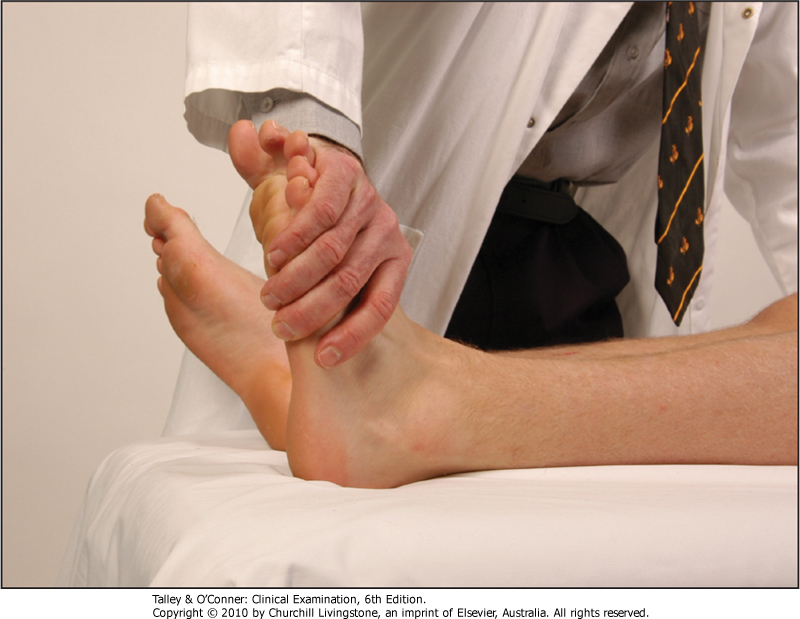 Talley & O'Conner: Clinical Examination, 6th Edition.
Copyright © 2010 by Churchill Livingstone, an imprint of Elsevier, Australia. All rights reserved.